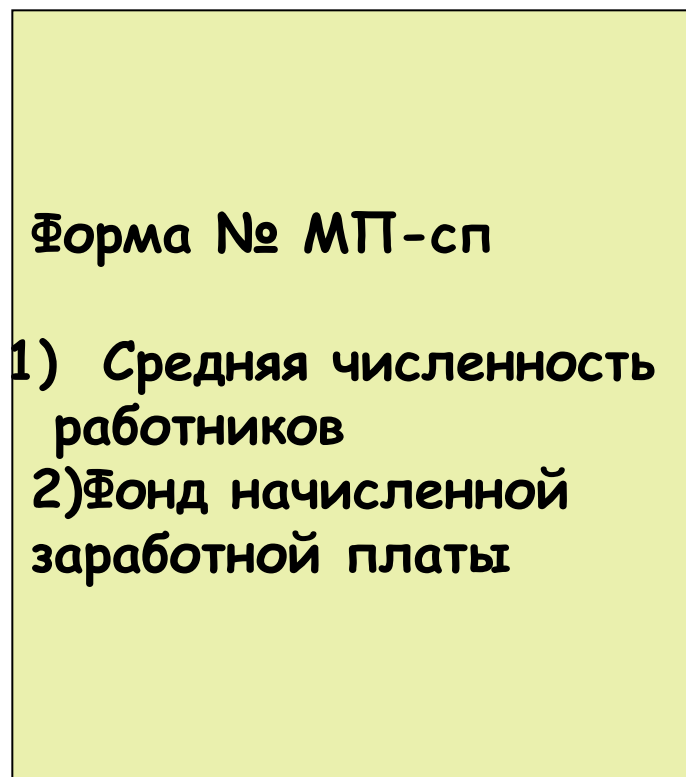 Форма № МП-сп
1) Средняя численность
работников
2)Фонд начисленной
заработной платы